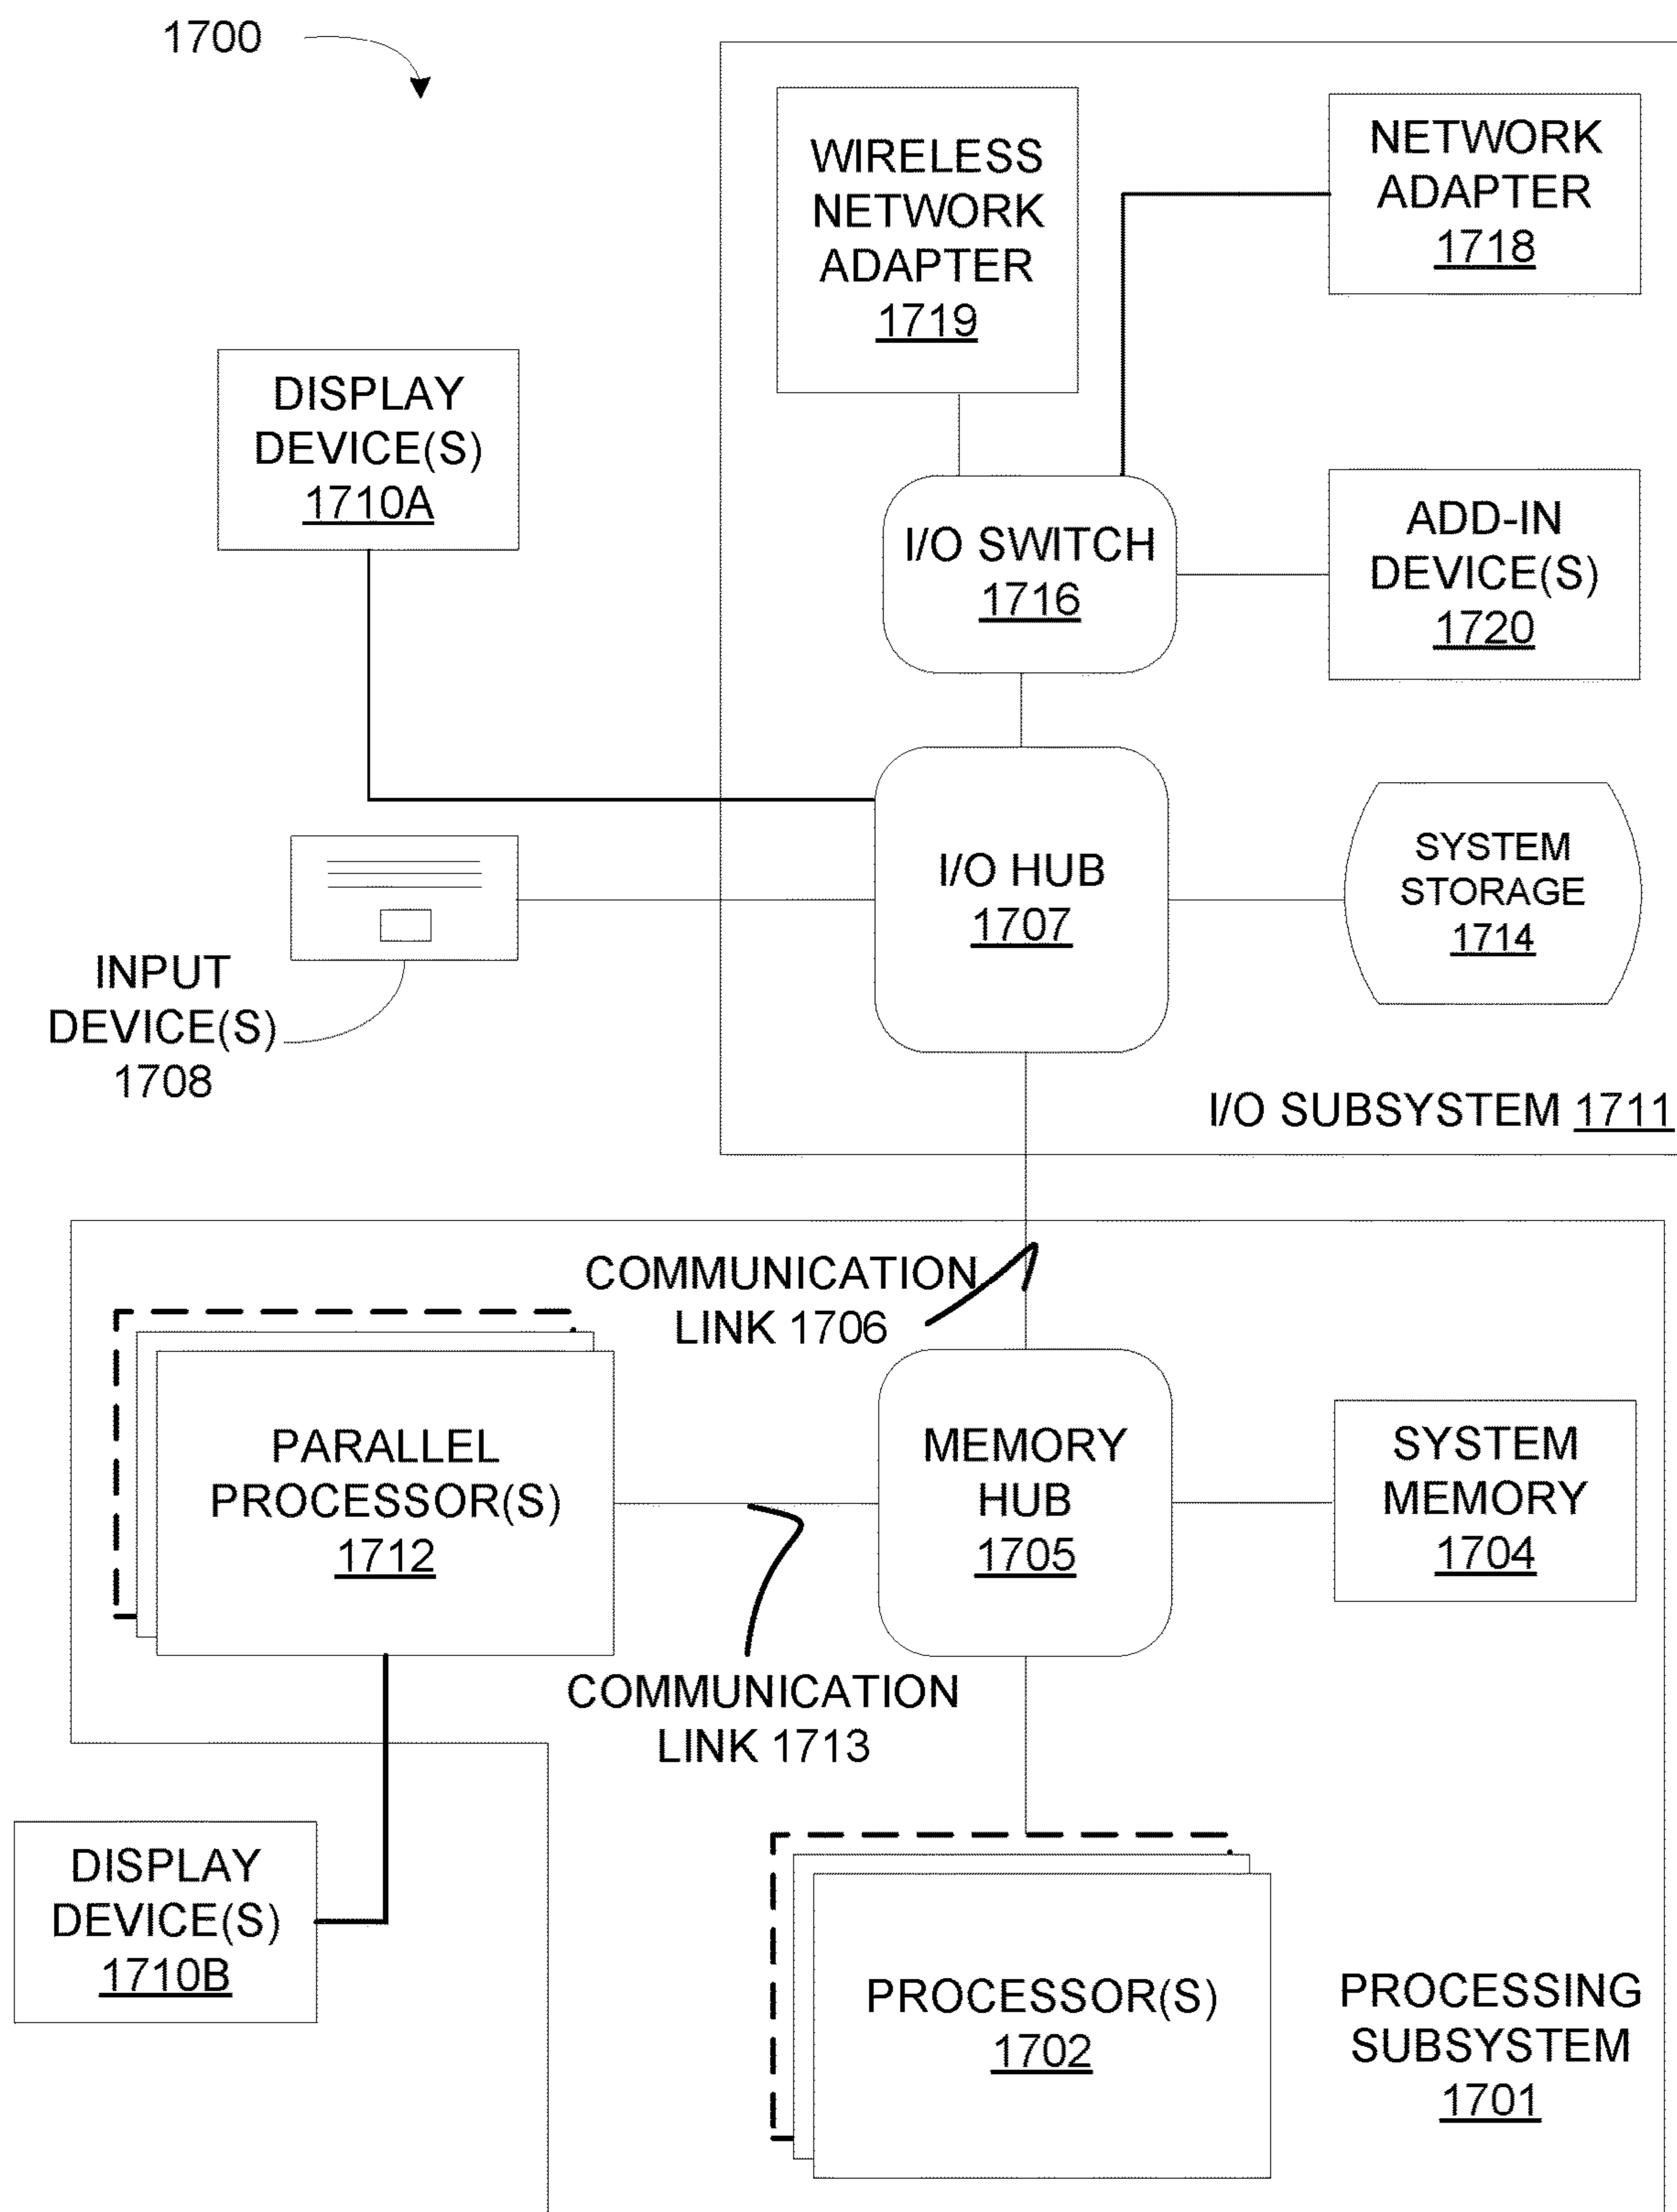 1700
WIRELESS
NETWORK
ADAPTER
1719
NETWORK
ADAPTER
1718
DISPLAY
DEVICE(S)
1710A
I/O SWITCH
1716
ADD-IN
DEVICE(S)
1720
I/O HUB
1707
SYSTEM
STORAGE
1714
INPUT
DEVICE(S)
1708
I/O SUBSYSTEM 1711
COMMUNICATION
LINK 1706
PARALLEL
PROCESSOR(S)
1712
MEMORY
HUB
1705
SYSTEM
MEMORY
1704
COMMUNICATION
LINK 1713
DISPLAY
DEVICE(S)
1710B
PROCESSOR(S)
1702
PROCESSING
SUBSYSTEM
1701